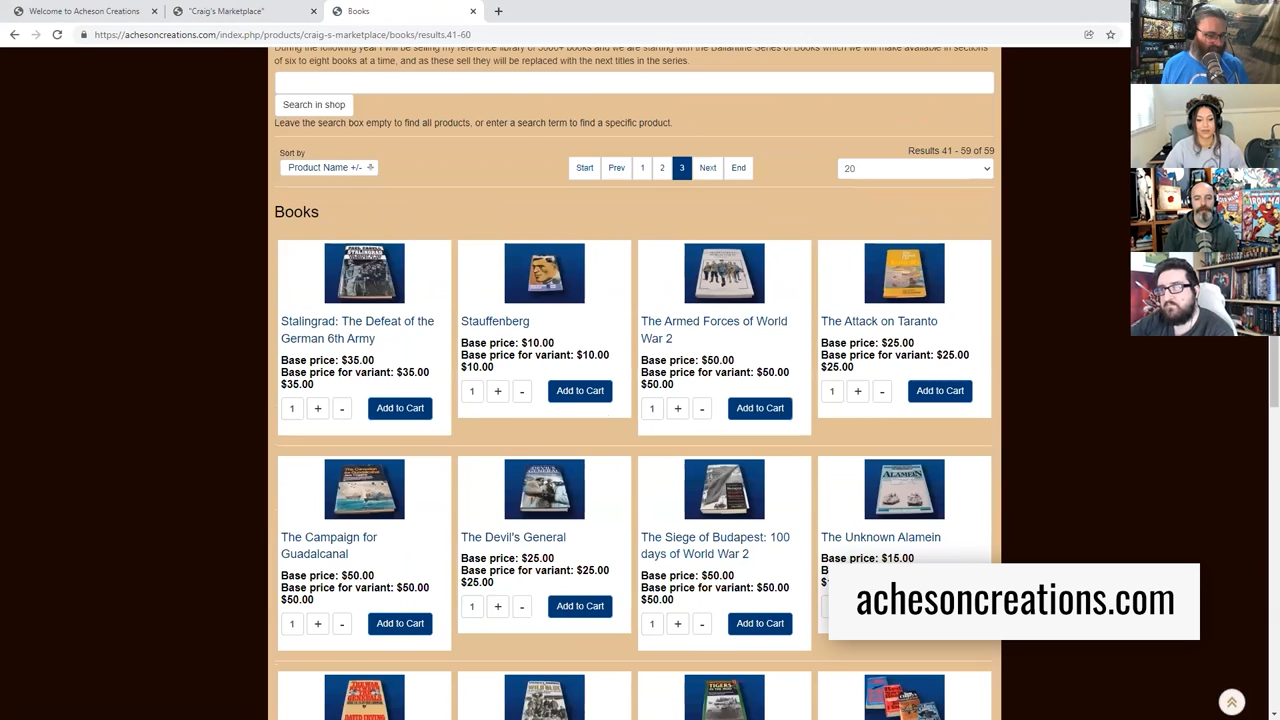 Welcome to Acheson Creations
"Craig's Marketplace"
Books
https://achesoncreations.com/index.php/products/craig-s-marketplace/books/results,41-60
During the following year I will be selling my reference library of 5000+ books and we are starting with the Ballantine Series of Books which we will make available in sections
of six to eight books at a time, and as these sell they will be replaced with the next titles in the series.
Search in shop
Leave the search box empty to find all products, or enter a search term to find a specific product.
Sort by
Product Name +/-
Start
Prev
1
2
3
Next
End
Results 41 - 59 of 59
20
Books
Stalingrad: The Defeat of the
German 6th Army
Base price: $35.00
Base price for variant: $35.00
$35.00
1 + - Add to Cart
Stauffenberg
Base price: $10.00
Base price for variant: $10.00
$10.00
1 + - Add to Cart
The Armed Forces of World
War 2
Base price: $50.00
Base price for variant: $50.00
$50.00
1 + - Add to Cart
The Attack on Taranto
Base price: $25.00
Base price for variant: $25.00
$25.00
1 + - Add to Cart
STALINGRAD
ALAMEIN
The Campaign for
Guadalcanal
Base price: $50.00
Base price for variant: $50.00
$50.00
1 + - Add to Cart
The Devil's General
Base price: $25.00
Base price for variant: $25.00
$25.00
1 + - Add to Cart
The Siege of Budapest: 100
days of World War 2
Base price: $50.00
Base price for variant: $50.00
$50.00
1 + - Add to Cart
The Unknown Alamein
Base price: $15.00
achesoncreations.com
THE WAR
DAVID IRVING
TIGERS
IRON MAN